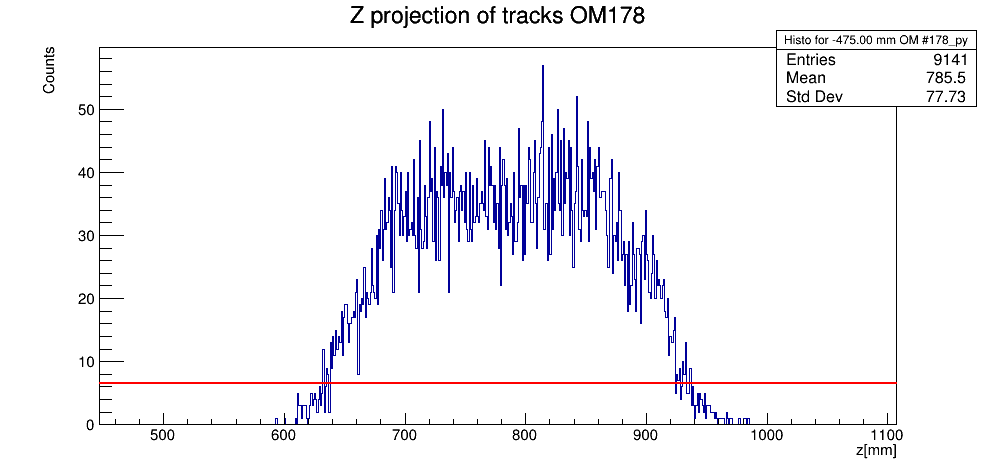 Z projection of tracks OM178
Histo for -475.00 mm OM #178_py
Entries 9141
Mean 785.5
Std Dev 77.73
Counts
50
40
30
20
10
0
500 600 700 800 900 1000 1100
z[mm]